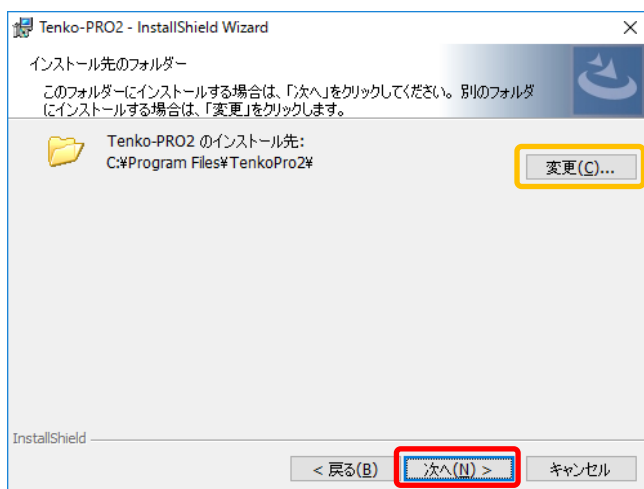 Tenko-PRO2 - InstallShield Wizard
インストール先のフォルダー
このフォルダーにインストールする場合は、「次へ」をクリックしてください。別のフォルダ
にインストールする場合は、「変更」をクリックします。
Tenko-PRO2 のインストール先:
C:¥Program Files¥TenkoPro2¥
変更(C)...
InstallShield
< 戻る(B)
次へ(N) >
キャンセル